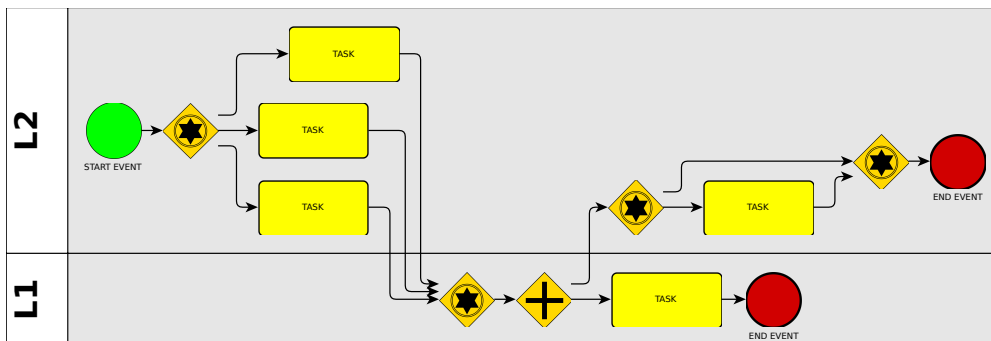 L2
TASK
TASK
START EVENT
TASK
TASK
END EVENT
L1
TASK
END EVENT